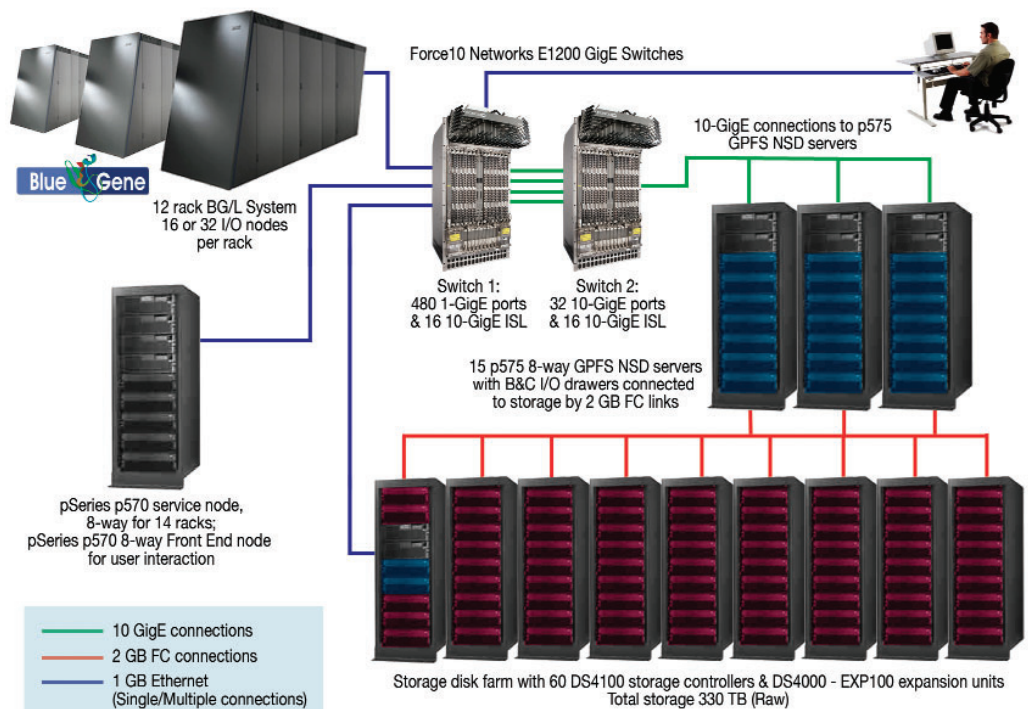 Force10 Networks E1200 GigE Switches
10-GigE connections to p575
GPFS NSD servers
Blue Gene
12 rack BG/L System
16 or 32 I/O nodes
per rack
Switch 1:
480 1-GigE ports
& 16 10-GigE ISL
Switch 2:
32 10-GigE ports
& 16 10-GigE ISL
15 p575 8-way GPFS NSD servers
with B&C I/O drawers connected
to storage by 2 GB FC links
pSeries p570 service node,
8-way for 14 racks;
pSeries p570 8-way Front End node
for user interaction
10 GigE connections
2 GB FC connections
1 GB Ethernet
(Single/Multiple connections)
Storage disk farm with 60 DS4100 storage controllers & DS4000 - EXP100 expansion units
Total storage 330 TB (Raw)